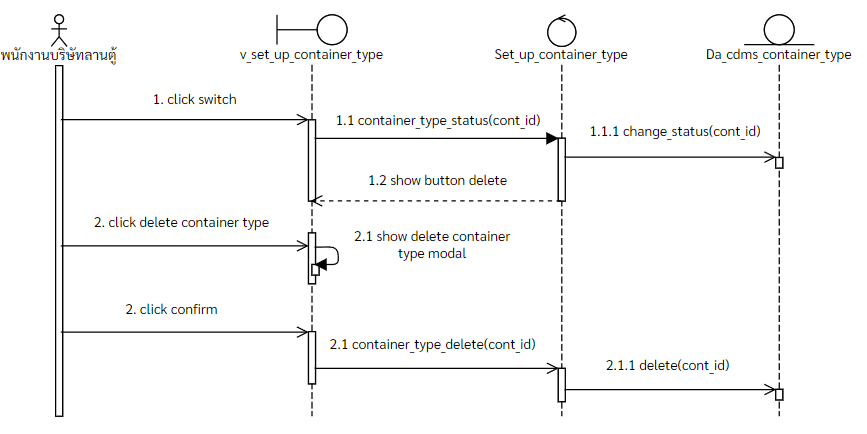 พนักงานบริษัทลานตู้
v_set_up_container_type
Set_up_container_type
Da_cdms_container_type
1. click switch
1.1 container_type_status(cont_id)
1.1.1 change_status(cont_id)
1.2 show button delete
2. click delete container type
2.1 show delete container
type modal
2. click confirm
2.1 container_type_delete(cont_id)
2.1.1 delete(cont_id)